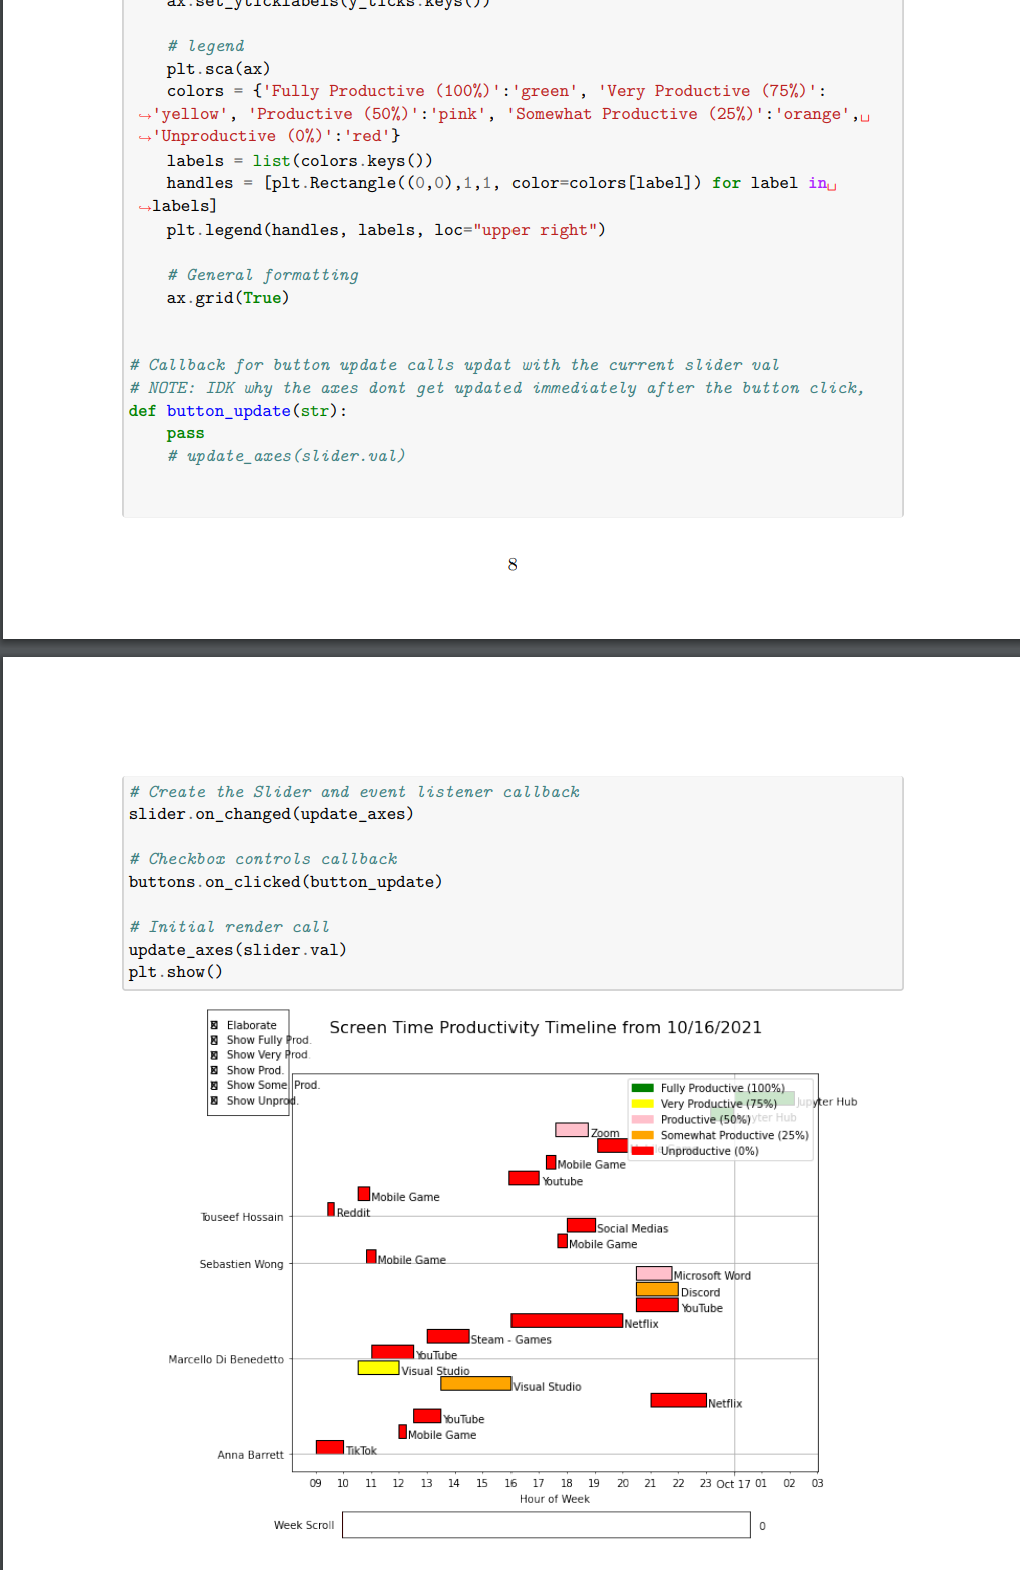 ax.set_yticklabels(y_ticks.keys())
# legend
plt.sca(ax)
colors = {'Fully Productive (100%)':'green', 'Very Productive (75%)':
↪'yellow', 'Productive (50%)':'pink', 'Somewhat Productive (25%)':'orange',␣
↪'Unproductive (0%)':'red'}
labels = list(colors.keys())
handles = [plt.Rectangle((0,0),1,1, color=colors[label]) for label in␣
↪labels]
plt.legend(handles, labels, loc="upper right")
# General formatting
ax.grid(True)
# Callback for button update calls updat with the current slider val
# NOTE: IDK why the axes dont get updated immediately after the button click,
def button_update(str):
pass
# update_axes(slider.val)
8
# Create the Slider and event listener callback
slider.on_changed(update_axes)
# Checkbox controls callback
buttons.on_clicked(button_update)
# Initial render call
update_axes(slider.val)
plt.show()
Elaborate
Show Fully Prod.
Show Very Prod.
Show Prod.
Show Some Prod.
Show Unprod.
Screen Time Productivity Timeline from 10/16/2021
Fully Productive (100%)
Very Productive (75%)
Productive (50%)
Somewhat Productive (25%)
Unproductive (0%)
Jupyter Hub
Jupyter Hub
Zoom
Mobile Game
Youtube
Mobile Game
Reddit
Touseef Hossain
Social Medias
Mobile Game
Mobile Game
Sebastien Wong
Microsoft Word
Discord
YouTube
Netflix
Steam - Games
YouTube
Marcello Di Benedetto
Visual Studio
Visual Studio
Netflix
YouTube
Mobile Game
TikTok
Anna Barrett
09 10 11 12 13 14 15 16 17 18 19 20 21 22 23 Oct 17 01 02 03
Hour of Week
Week Scroll 0